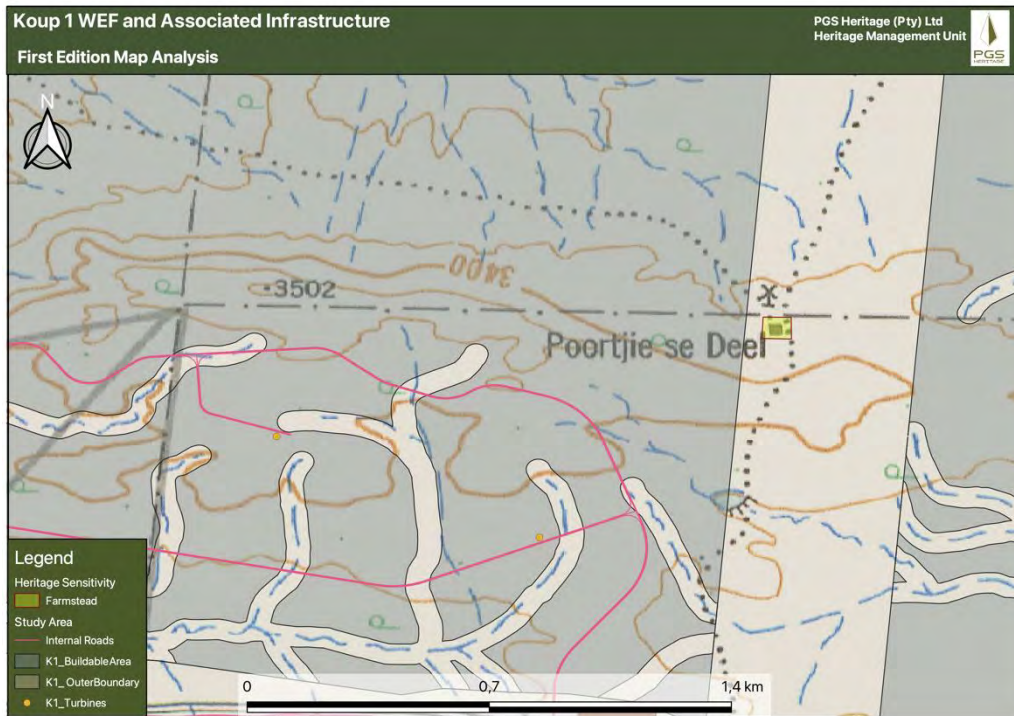 Koup 1 WEF and Associated Infrastructure
First Edition Map Analysis
PGS Heritage (Pty) Ltd
Heritage Management Unit
PGS
HERITAGE
N
3400
3502
Poortjie se Deel
Legend
Heritage Sensitivity
Farmstead
Study Area
Internal Roads
K1_BuildableArea
K1_ OuterBoundary
K1_Turbines
0
0,7
1,4 km